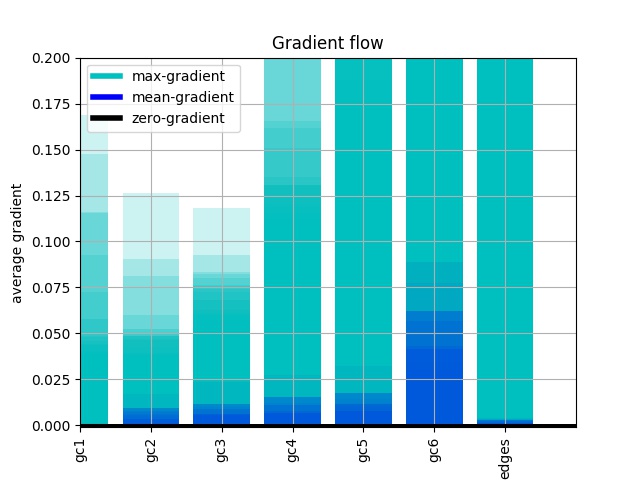 Gradient flow
max-gradient
mean-gradient
zero-gradient
average gradient
0.200
0.175
0.150
0.125
0.100
0.075
0.050
0.025
0.000
gc1
gc2
gc3
gc4
gc5
gc6
edges